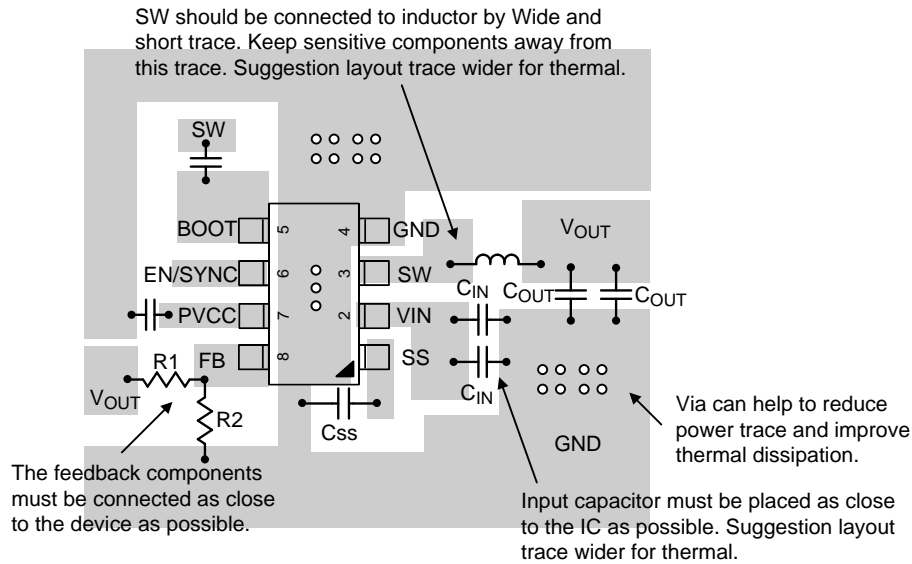 SW should be connected to inductor by Wide and
short trace. Keep sensitive components away from
this trace. Suggestion layout trace wider for thermal.
SW
BOOT
5
4
GND
VOUT
EN/SYNC
6
3
SW
CIN
COUT
COUT
PVCC
7
2
VIN
R1
FB
8
SS
VOUT
CIN
R2
Css
Via can help to reduce
power trace and improve
thermal dissipation.
GND
The feedback components
must be connected as close
to the device as possible.
Input capacitor must be placed as close
to the IC as possible. Suggestion layout
trace wider for thermal.